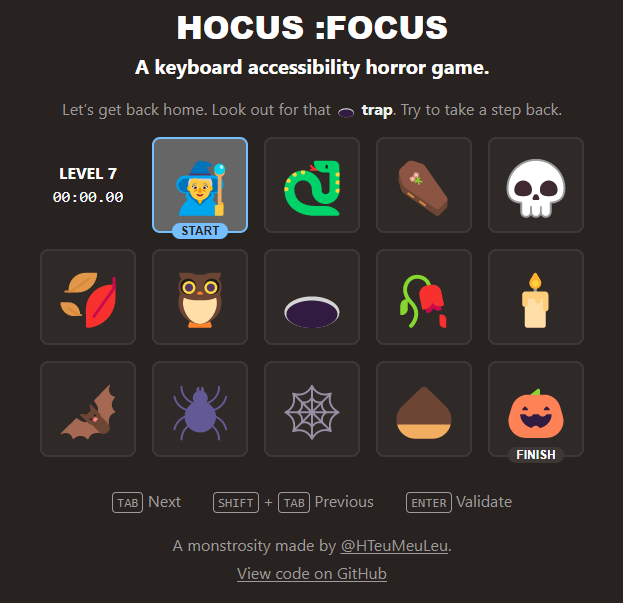 HOCUS :FOCUS
A keyboard accessibility horror game.
Let's get back home. Look out for that trap. Try to take a step back.
LEVEL 7
00:00.00
START
FINISH
TAB Next SHIFT + TAB Previous ENTER Validate
A monstrosity made by @HTeuMeuLeu.
View code on GitHub